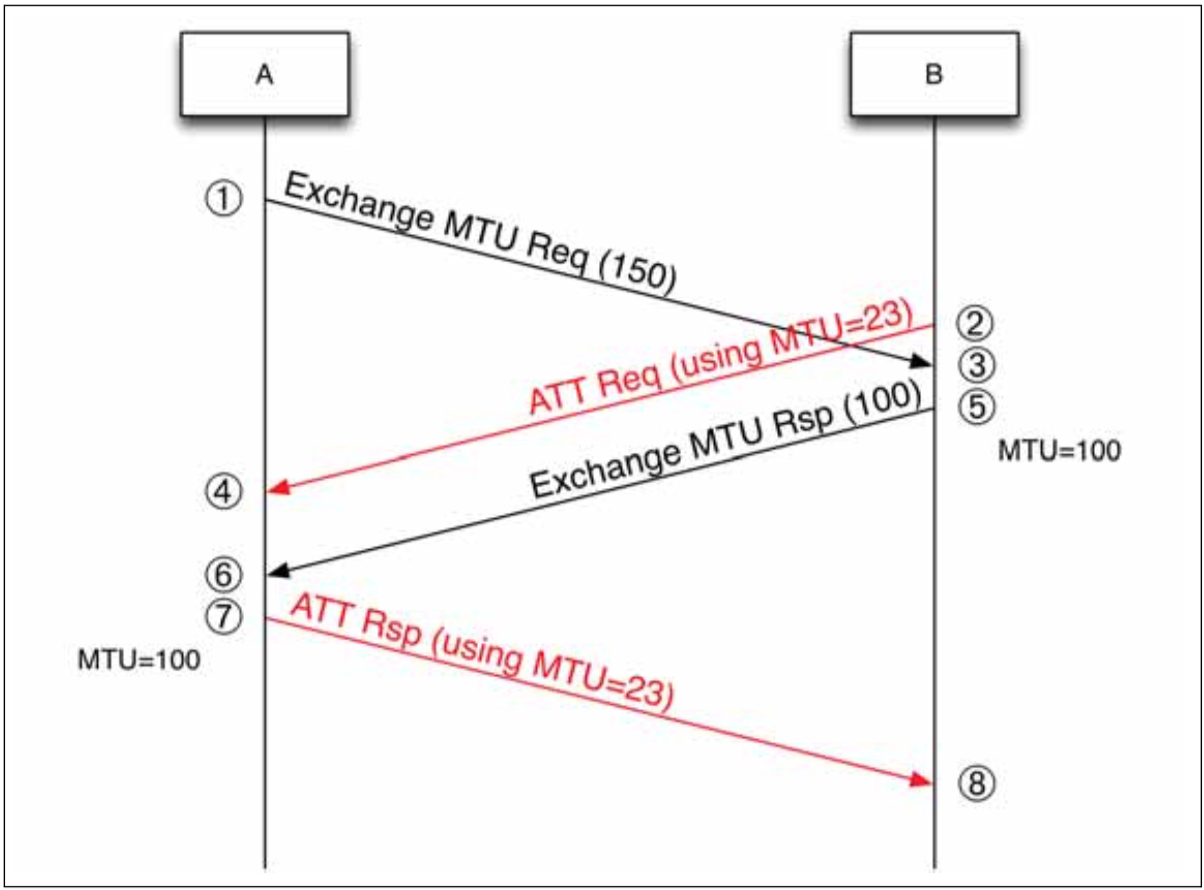 A
B
①
Exchange MTU Req (150)
ATT Req (using MTU=23)
②
③
Exchange MTU Rsp (100)
⑤
MTU=100
④
⑥
⑦
ATT Rsp (using MTU=23)
MTU=100
⑧